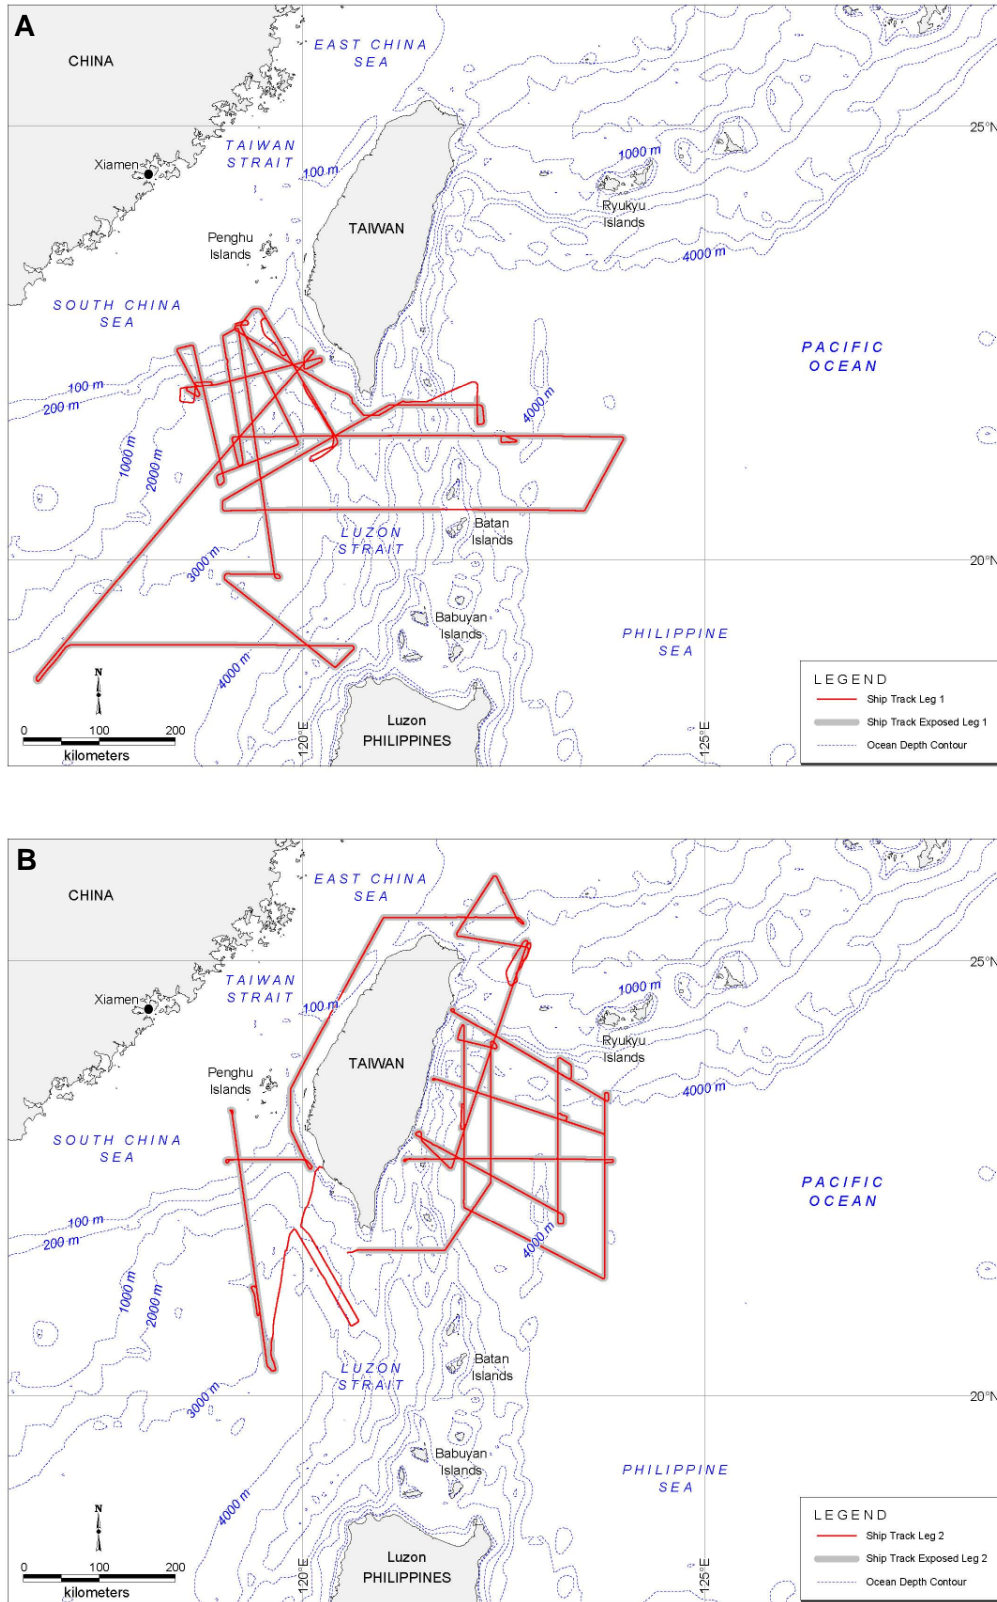 A
CHINA
EAST CHINA
SEA
25°N
TAIWAN
STRAIT
Xiamen
100 m
1000 m
Ryukyu
Islands
TAIWAN
Penghu
Islands
4000 m
SOUTH CHINA
SEA
PACIFIC
OCEAN
100 m
200 m
4000 m
1000 m
2000 m
Batan
Islands
LUZON
STRAIT
3000 m
20°N
Babuyan
Islands
PHILIPPINE
SEA
4000 m
N
Luzon
PHILIPPINES
120°E
125°E
0 100 200
kilometers
LEGEND
Ship Track Leg 1
Ship Track Exposed Leg 1
Ocean Depth Contour
B
CHINA
EAST CHINA
SEA
25°N
TAIWAN
STRAIT
Xiamen
100 m
1000 m
Ryukyu
Islands
TAIWAN
Penghu
Islands
4000 m
SOUTH CHINA
SEA
PACIFIC
OCEAN
100 m
200 m
4000 m
1000 m
2000 m
Batan
Islands
LUZON
STRAIT
3000 m
20°N
Babuyan
Islands
PHILIPPINE
SEA
4000 m
N
Luzon
PHILIPPINES
120°E
125°E
0 100 200
kilometers
LEGEND
Ship Track Leg 2
Ship Track Exposed Leg 2
Ocean Depth Contour